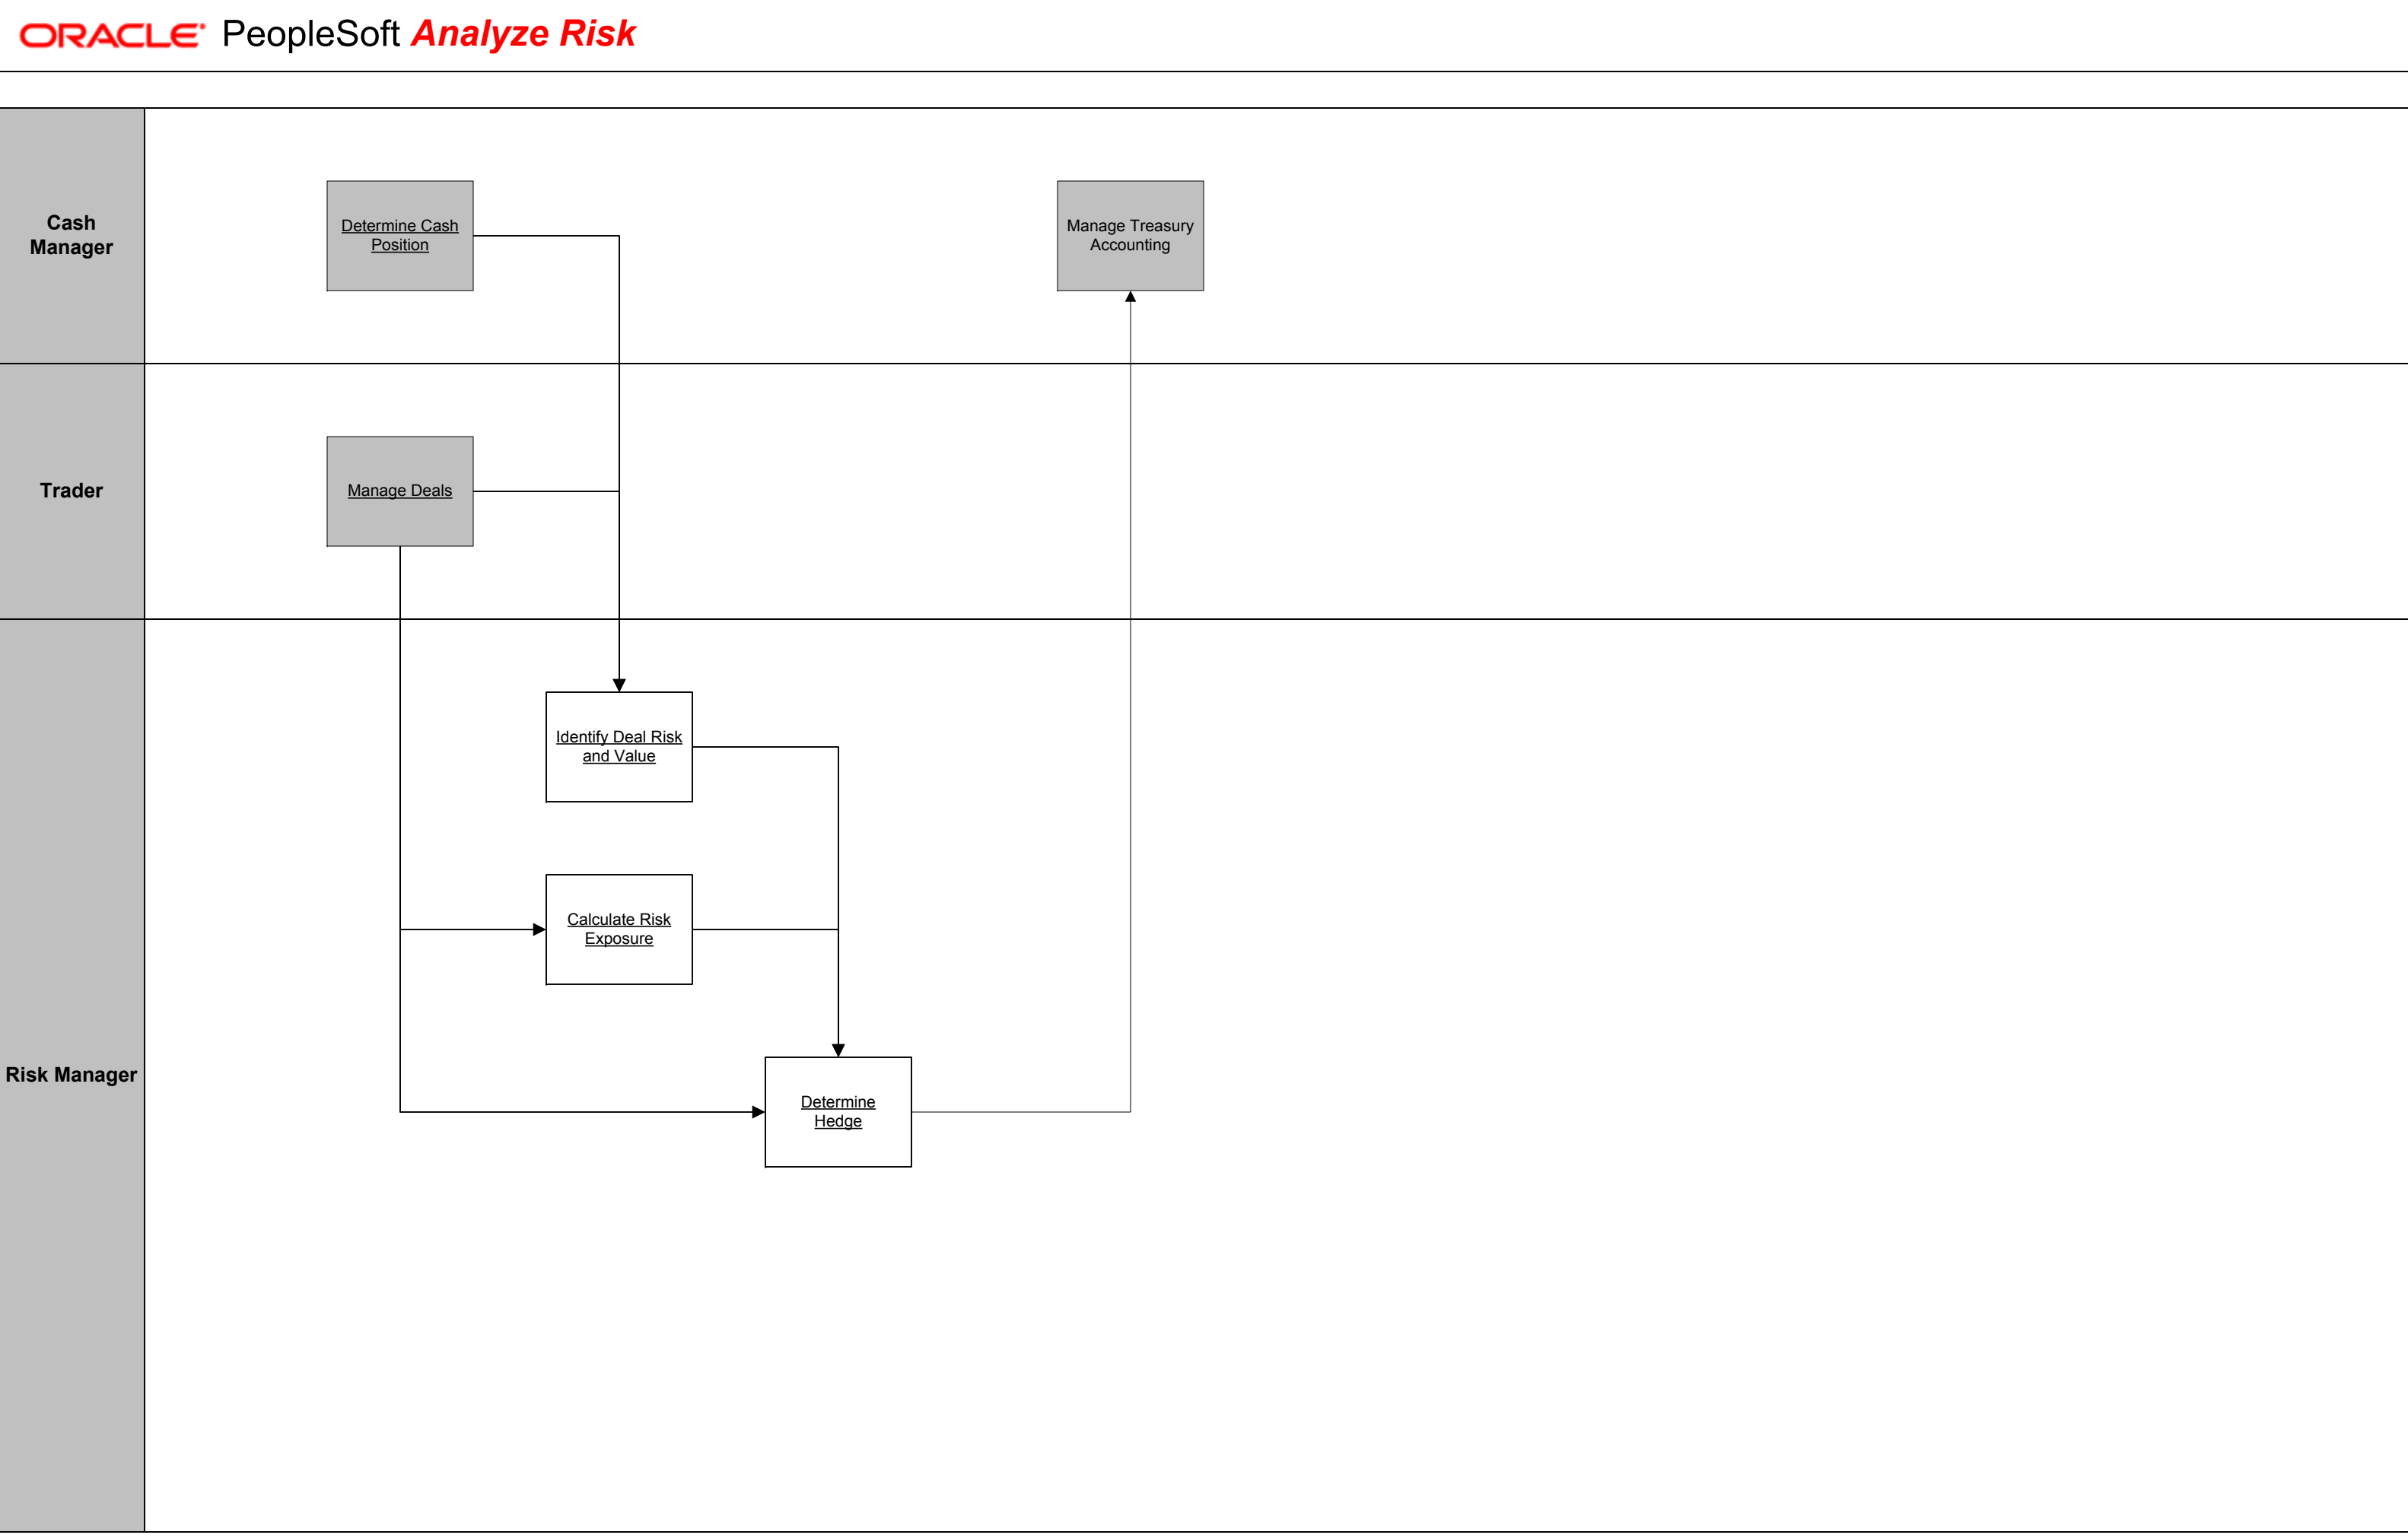 ORACLE® PeopleSoft Analyze Risk
Cash
Manager
Determine Cash
Position
Manage Treasury
Accounting
Trader
Manage Deals
Risk Manager
Identify Deal Risk
and Value
Calculate Risk
Exposure
Determine
Hedge